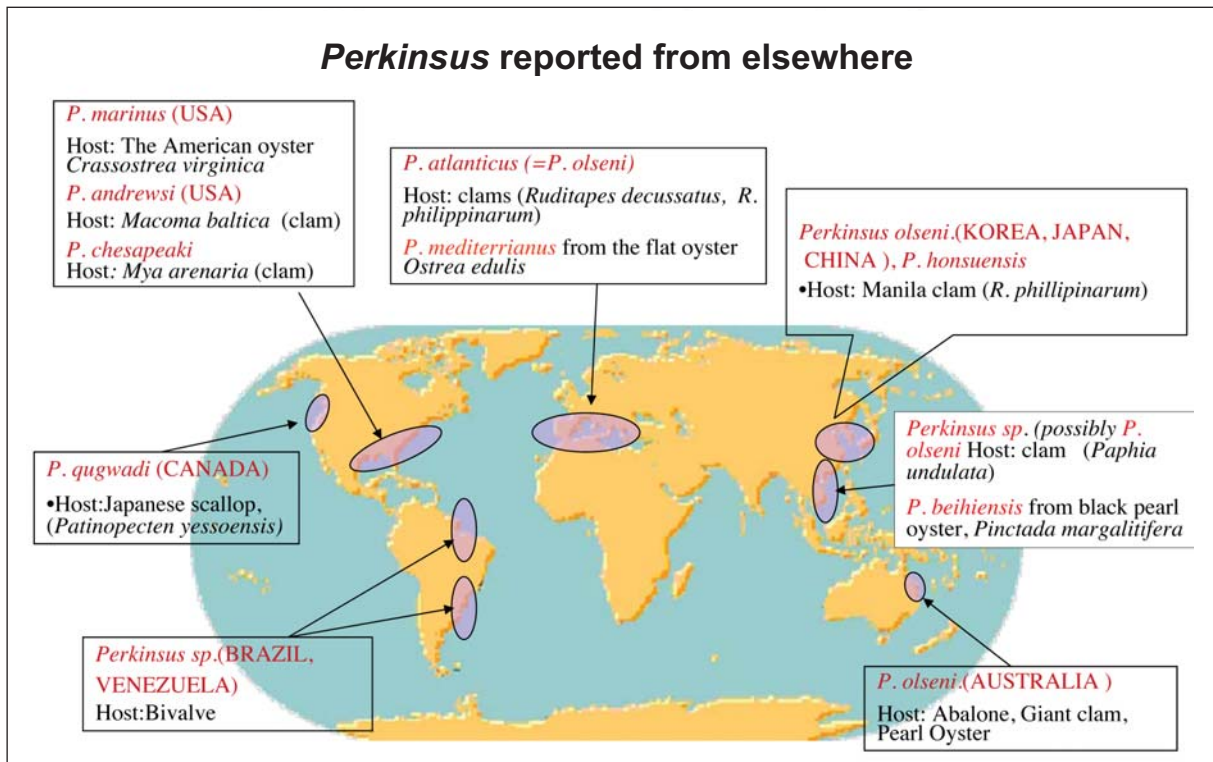 Perkinsus reported from elsewhere
P. marinus (USA)
Host: The American oyster
Crassostrea virginica
P. andrewsi (USA)
Host: Macoma baltica (clam)
P. chesapeaki
Host: Mya arenaria (clam)
P. atlanticus (=P. olseni)
Host: clams (Ruditapes decussatus, R.
philippinarum)
P. mediterrianus from the flat oyster
Ostrea edulis
Perkinsus olseni.(KOREA, JAPAN,
CHINA ), P. honsuensis
•Host: Manila clam (R. phillipinarum)
P. qugwadi (CANADA)
•Host:Japanese scallop,
(Patinopecten yessoensis)
Perkinsus sp. (possibly P.
olseni Host: clam (Paphia
undulata)
P. beihiensis from black pearl
oyster, Pinctada margalitifera
Perkinsus sp.(BRAZIL,
VENEZUELA)
Host:Bivalve
P. olseni.(AUSTRALIA )
Host: Abalone, Giant clam,
Pearl Oyster